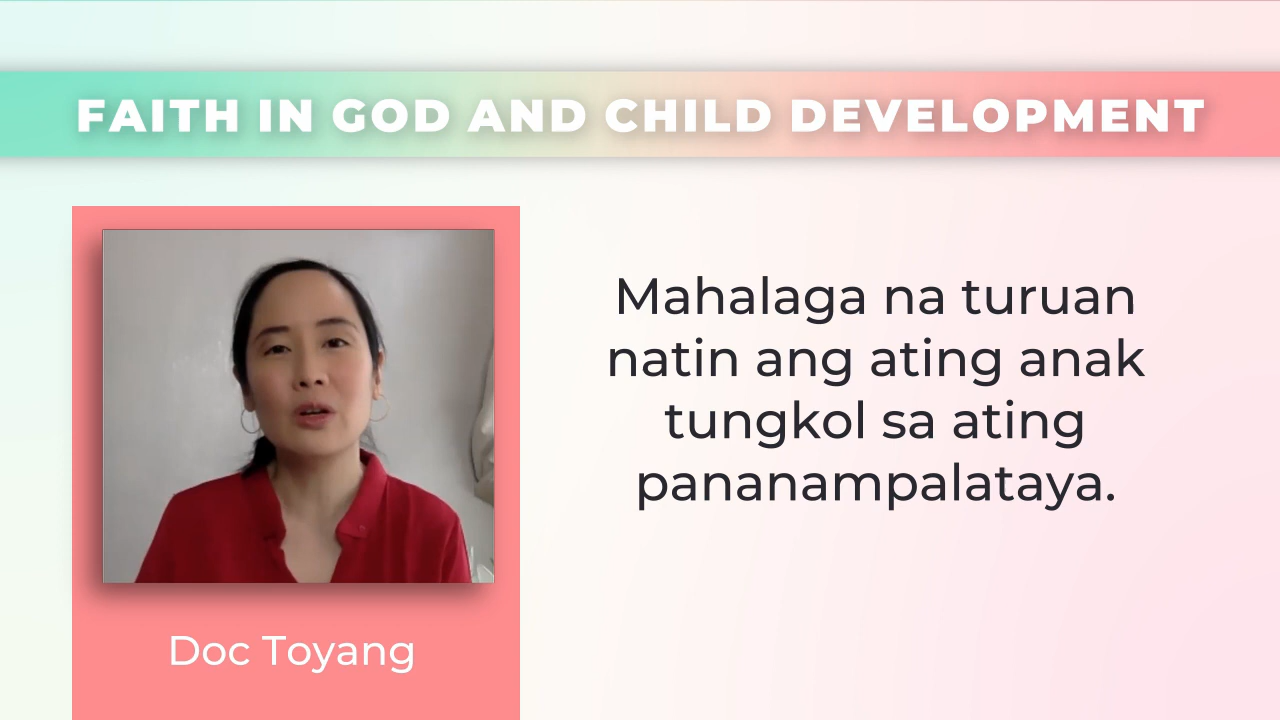 FAITH IN GOD AND CHILD DEVELOPMENT
Mahalaga na turuan
natin ang ating anak
tungkol sa ating
pananampalataya.
Doc Toyang